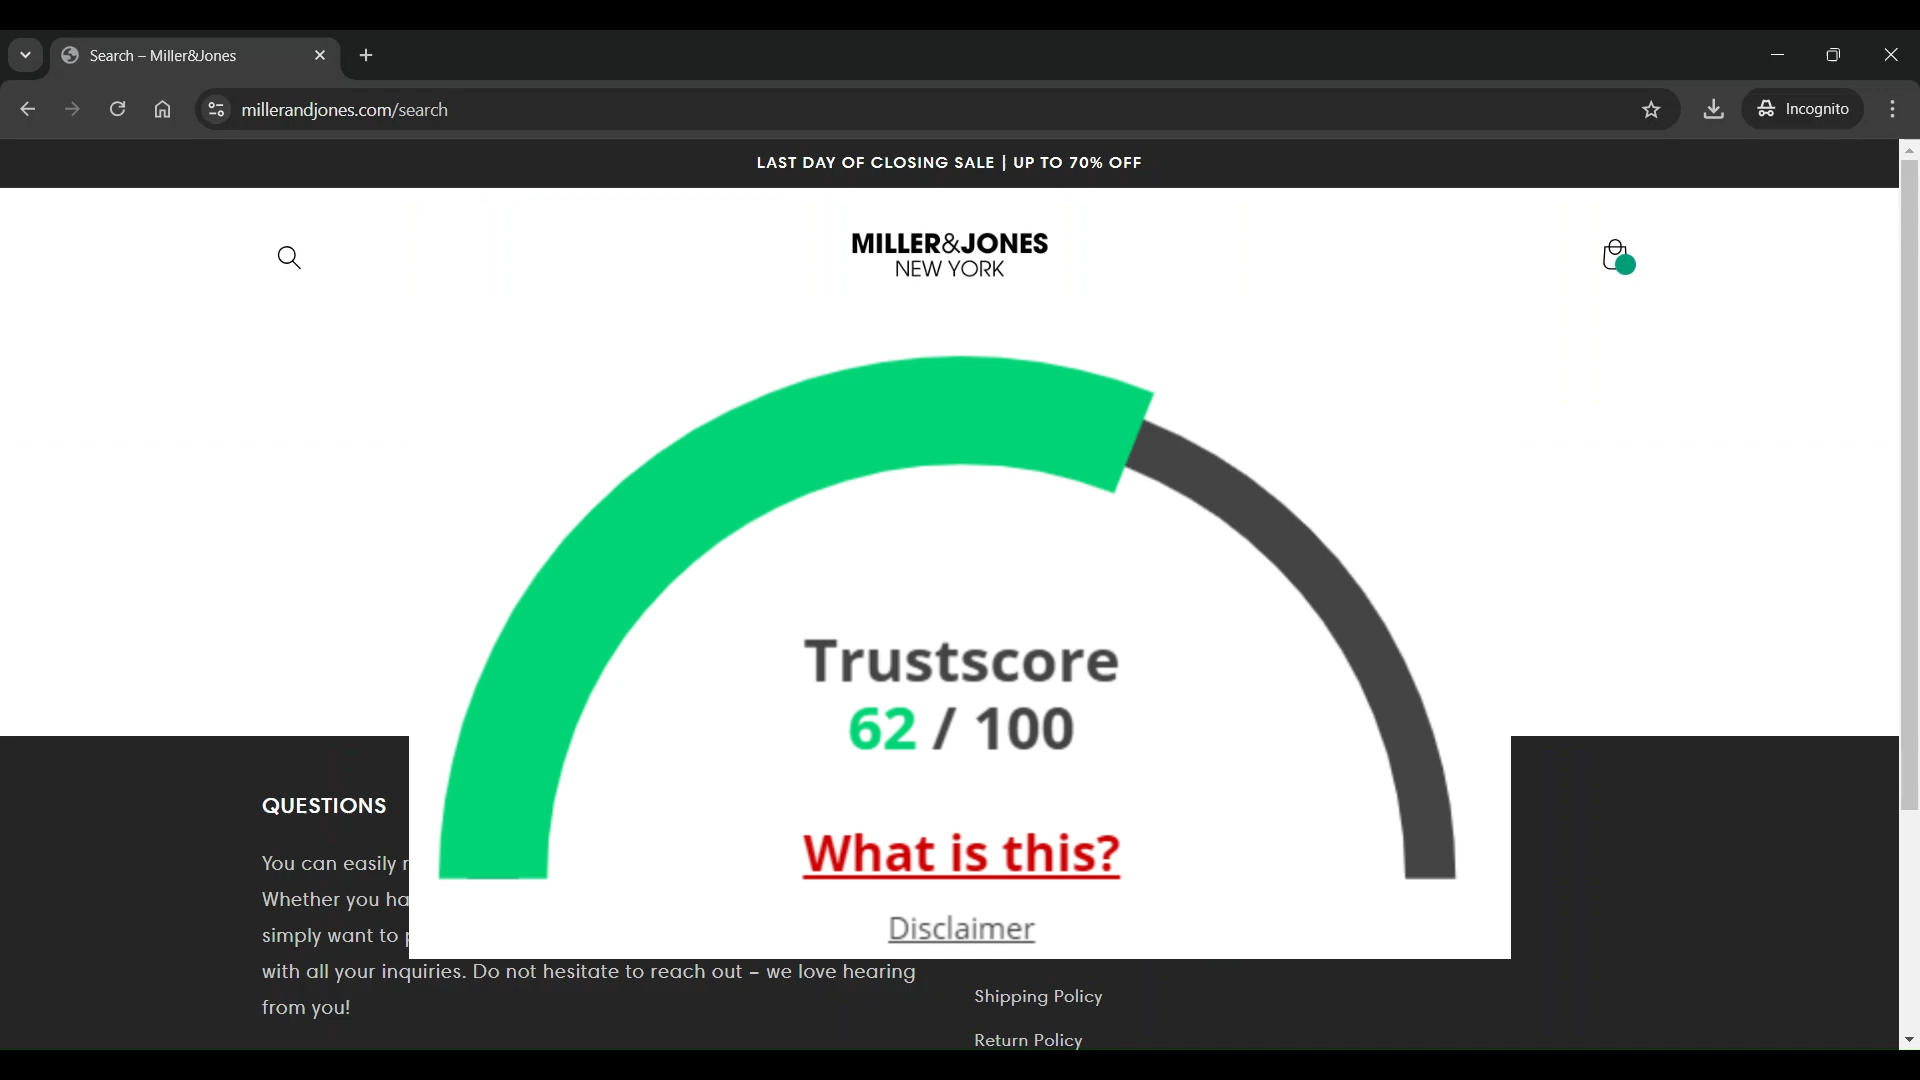 Search – Miller&Jones
millerandjones.com/search
Incognito
LAST DAY OF CLOSING SALE | UP TO 70% OFF
MILLER&JONES
NEW YORK
Trustscore
62 / 100
What is this?
Disclaimer
QUESTIONS
You can easily
Whether you
simply want to
with all your inquiries. Do not hesitate to reach out – we love hearing
from you!
Shipping Policy
Return Policy